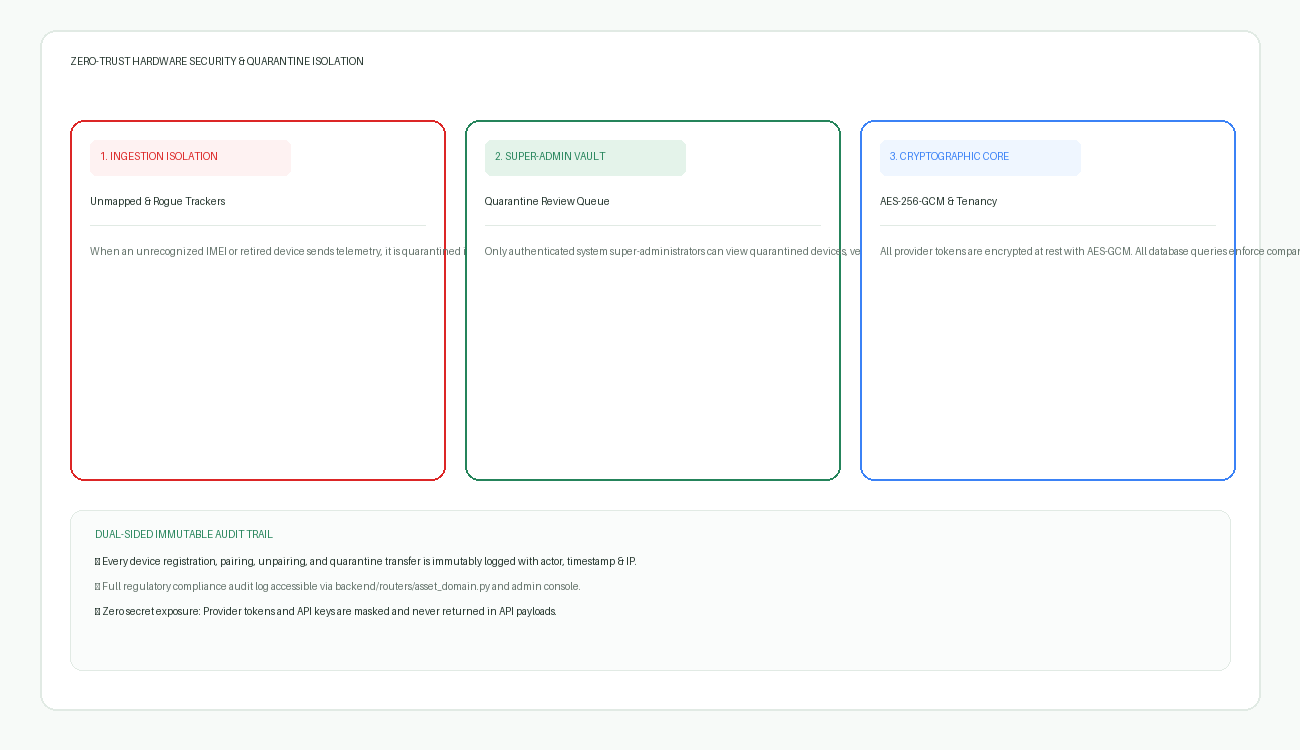 ZERO-TRUST HARDWARE SECURITY & QUARANTINE ISOLATION
1. INGESTION ISOLATION
Unmapped & Rogue Trackers
When an unrecognized IMEI or retired device sends telemetry, it is quarantined
2. SUPER-ADMIN VAULT
Quarantine Review Queue
Only authenticated system super-administrators can view quarantined devices,
3. CRYPTOGRAPHIC CORE
AES-256-GCM & Tenancy
All provider tokens are encrypted at rest with AES-GCM. All database queries enforce
DUAL-SIDED IMMUTABLE AUDIT TRAIL
Every device registration, pairing, unpairing, and quarantine transfer is immutably logged with actor, timestamp & IP.
Full regulatory compliance audit log accessible via backend/routers/asset_domain.py and admin console.
Zero secret exposure: Provider tokens and API keys are masked and never returned in API payloads.